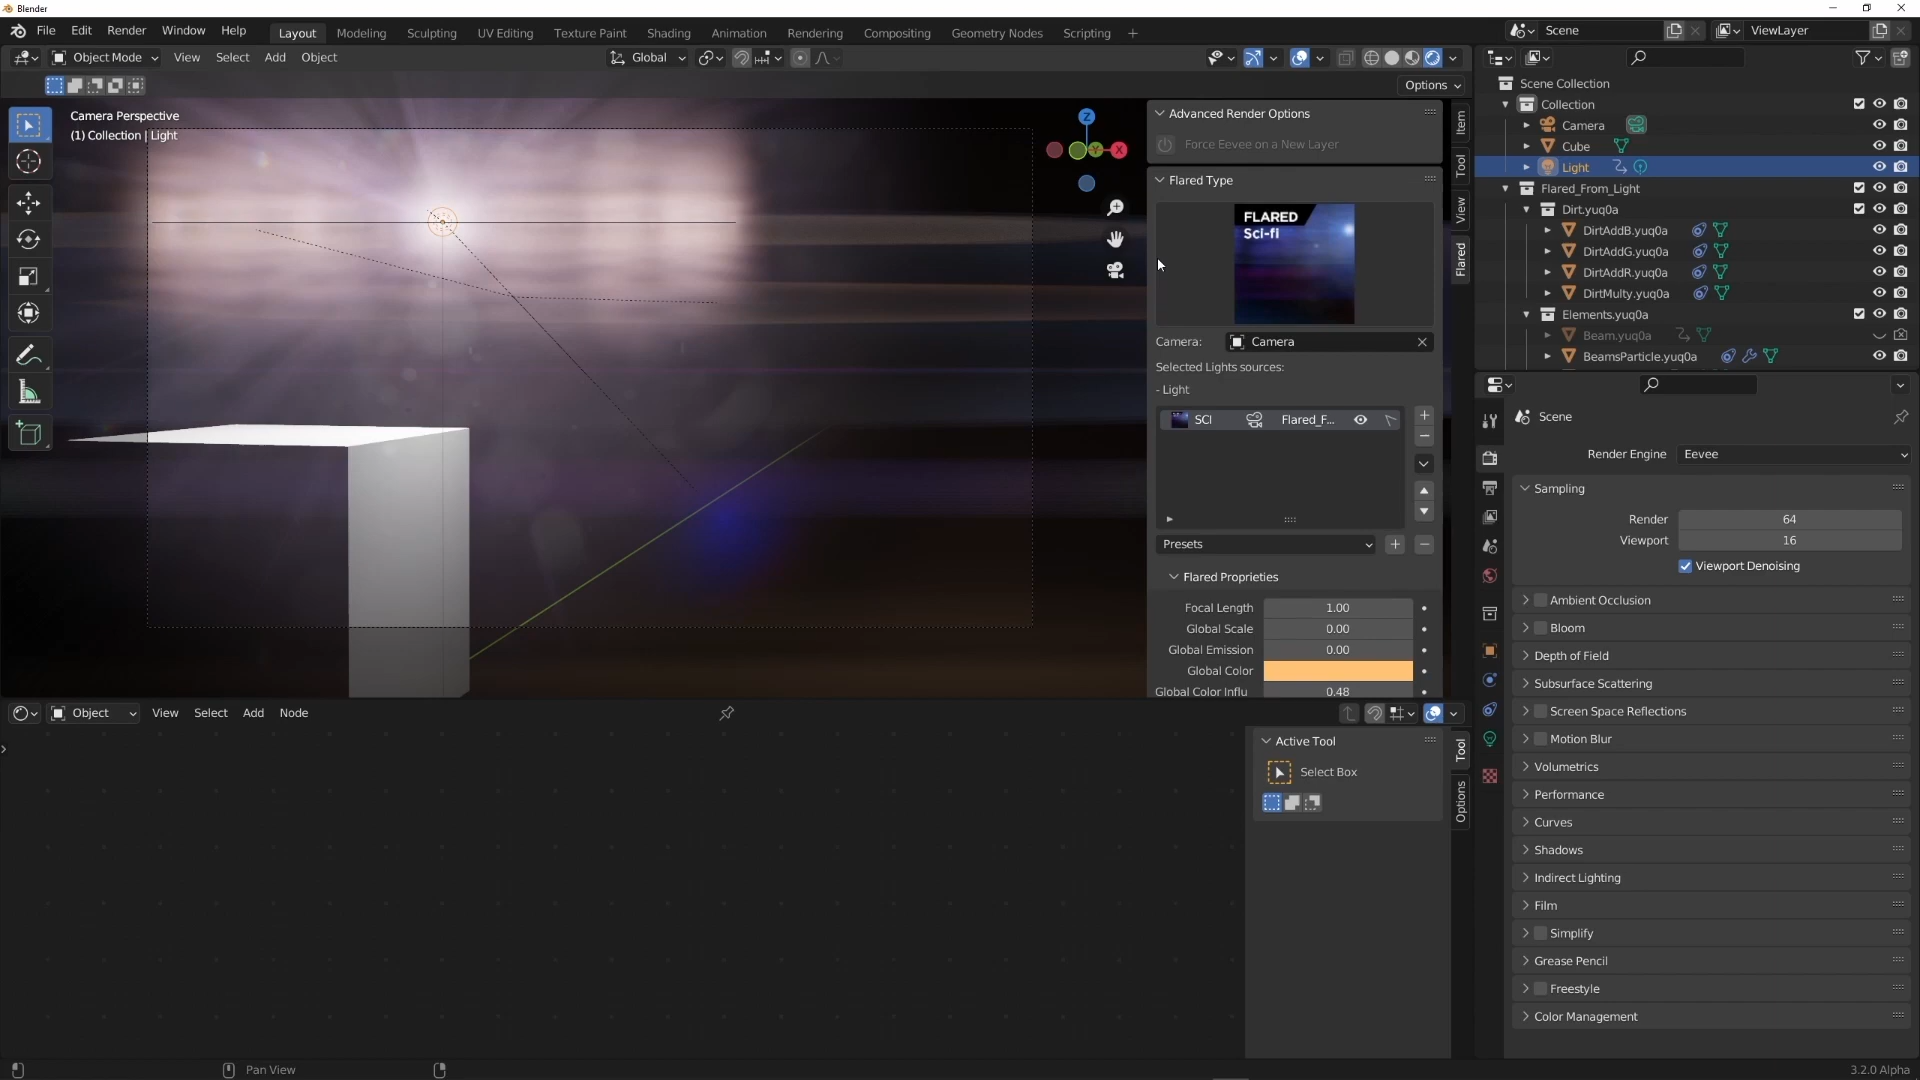 Blender
File Edit Render Window Help
Layout Modeling Sculpting UV Editing Texture Paint Shading Animation Rendering Compositing Geometry Nodes Scripting +
Scene
ViewLayer
Object Mode View Select Add Object
Global
Options
Camera Perspective
(1) Collection | Light
Z
Y
X
Advanced Render Options
Force Eevee on a New Layer
Flared Type
FLARED
Sci-fi
Camera: Camera
Selected Lights sources:
- Light
SCI Flared_F...
Presets
Flared Proprieties
Focal Length 1.00
Global Scale 0.00
Global Emission 0.00
Global Color
Global Color Influ 0.48
Item
Tool
View
Flared
Scene Collection
Collection
Camera
Cube
Light
Flared_From_Light
Dirt.yuq0a
DirtAddB.yuq0a
DirtAddG.yuq0a
DirtAddR.yuq0a
DirtMulty.yuq0a
Elements.yuq0a
Beam.yuq0a
BeamsParticle.yuq0a
Scene
Render Engine Eevee
Sampling
Render 64
Viewport 16
Viewport Denoising
Ambient Occlusion
Bloom
Depth of Field
Subsurface Scattering
Screen Space Reflections
Motion Blur
Volumetrics
Performance
Curves
Shadows
Indirect Lighting
Film
Simplify
Grease Pencil
Freestyle
Color Management
Object View Select Add Node
Active Tool
Select Box
Tool
Options
Pan View
3.2.0 Alpha